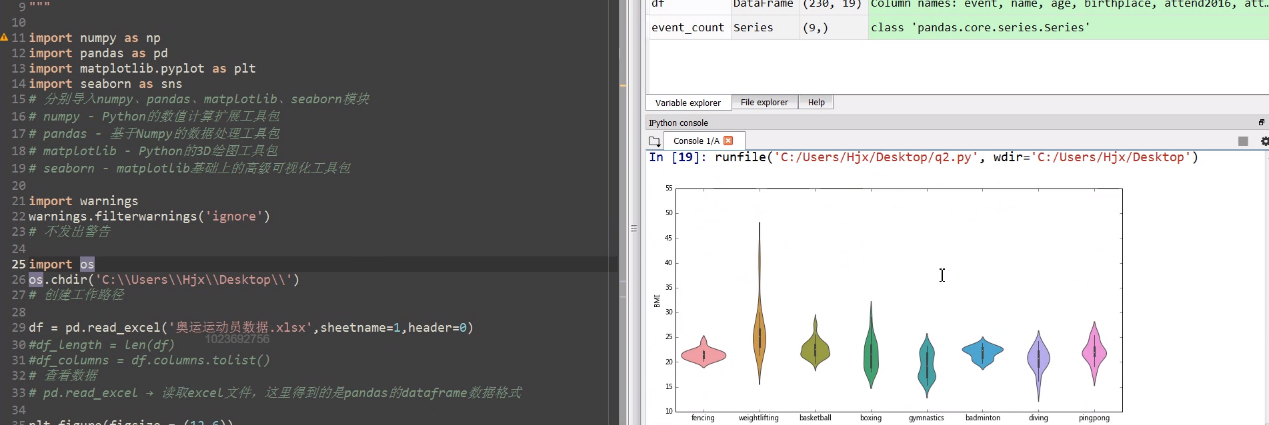 9 """
10
11 import numpy as np
12 import pandas as pd
13 import matplotlib.pyplot as plt
14 import seaborn as sns
15 # 分别导入numpy、pandas、matplotlib、seaborn模块
16 # numpy - Python的数值计算扩展工具包
17 # pandas - 基于Numpy的数据处理工具包
18 # matplotlib - Python的3D绘图工具包
19 # seaborn - matplotlib基础上的高级可视化工具包
20
21 import warnings
22 warnings.filterwarnings('ignore')
23 # 不发出警告
24
25 import os
26 os.chdir('C:\\Users\\Hjx\\Desktop\\')
27 # 创建工作路径
28
29 df = pd.read_excel('奥运运动员数据.xlsx',sheetname=1,header=0)
30 #df_length = len(df)
1023692756
31 #df_columns = df.columns.tolist()
32 # 查看数据
33 # pd.read_excel → 读取excel文件，这里得到的是pandas的dataframe数据格式
34
35 plt.figure(figsize = (12,6))
df DataFrame (230, 19) Column names: event, name, age, birthplace, attend2016, att...
event_count Series (9,) class 'pandas.core.series.Series'
Variable explorer File explorer Help
IPython console
Console 1/A
In [19]: runfile('C:/Users/Hjx/Desktop/q2.py', wdir='C:/Users/Hjx/Desktop')
55
50
45
40
35
30
25
20
15
10
BMI
fencing weightlifting basketball boxing gymnastics badminton diving pingpong